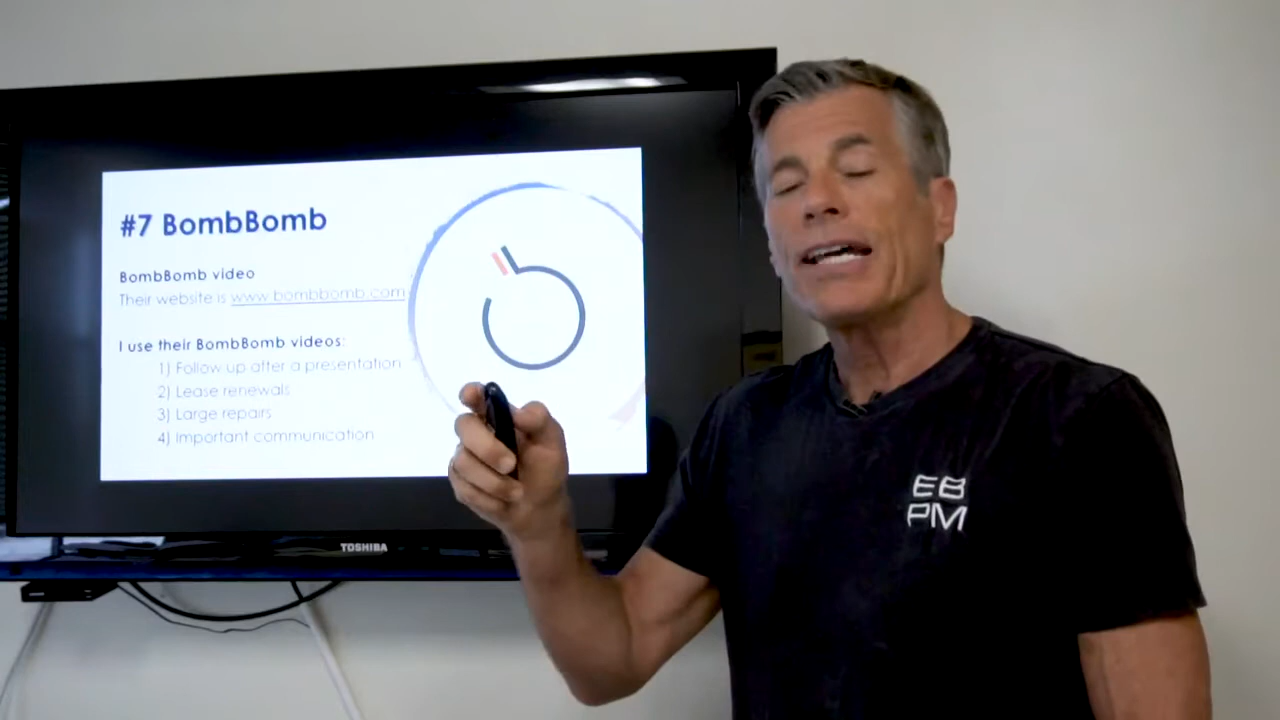 #7 BombBomb
BombBomb video
Their website is www.bombbomb.com
I use their BombBomb videos:
1) Follow up after a presentation
2) Lease renewals
3) Large repairs
4) Important communication
TOSHIBA
EB
PM